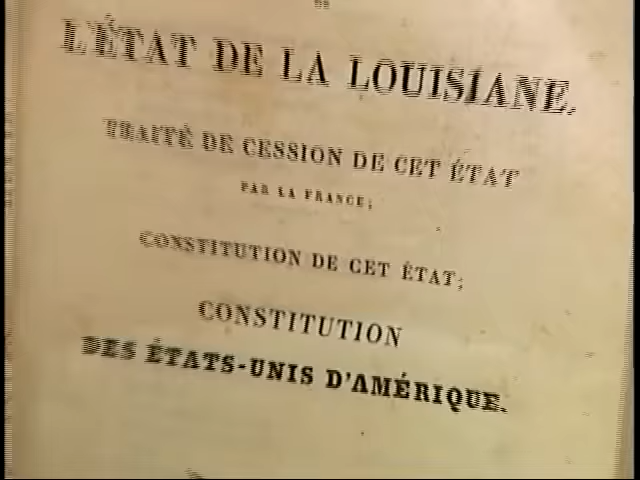 DE
L'ÉTAT DE LA LOUISIANE.
TRAITÉ DE CESSION DE CET ÉTAT
PAR LA FRANCE;
CONSTITUTION DE CET ÉTAT;
CONSTITUTION
DES ÉTATS-UNIS D'AMÉRIQUE.